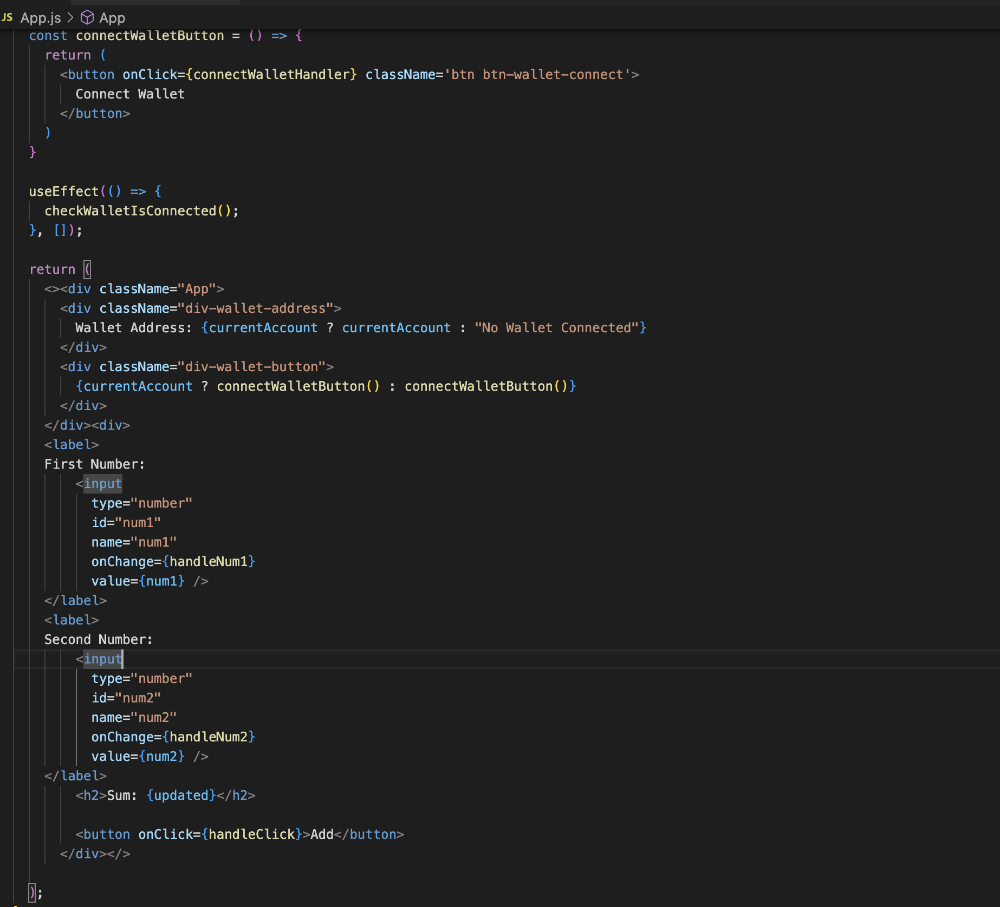 JS App.js > App
const connectWalletButton = () => {
return (
<button onClick={connectWalletHandler} className='btn btn-wallet-connect'>
Connect Wallet
</button>
)
}
useEffect(() => {
checkWalletIsConnected();
}, []);
return (
<><div className="App">
<div className="div-wallet-address">
Wallet Address: {currentAccount ? currentAccount : "No Wallet Connected"}
</div>
<div className="div-wallet-button">
{currentAccount ? connectWalletButton() : connectWalletButton()}
</div>
</div><div>
<label>
First Number:
<input
type="number"
id="num1"
name="num1"
onChange={handleNum1}
value={num1} />
</label>
<label>
Second Number:
<input
type="number"
id="num2"
name="num2"
onChange={handleNum2}
value={num2} />
</label>
<h2>Sum: {updated}</h2>
<button onClick={handleClick}>Add</button>
</div></>
);